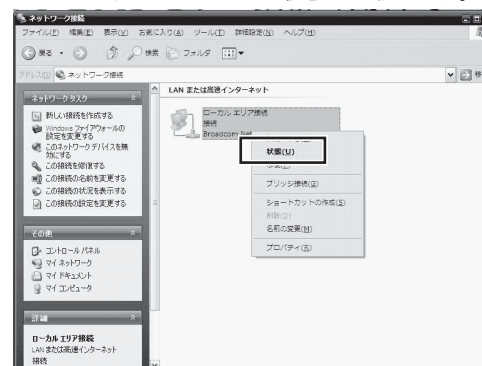 ネットワーク接続
ファイル(F) 編集(E) 表示(V) お気に入り(A) ツール(T) 詳細設定(N) ヘルプ(H)
戻る 検索 フォルダ
アドレス(D) ネットワーク接続 移
ネットワーク タスク
新しい接続を作成する
Windows ファイアウォールの
設定を変更する
このネットワーク デバイスを無
効にする
この接続を修復する
この接続の名前を変更する
この接続の状況を表示する
この接続の設定を変更する
その他
コントロール パネル
マイ ネットワーク
マイ ドキュメント
マイ コンピュータ
詳細
ローカル エリア接続
LAN または高速インターネット
接続
LAN または高速インターネット
ローカル エリア接続
接続
Broadcom Net
状態(U)
ブリッジ接続(G)
ショートカットの作成(S)
削除(D)
名前の変更(M)
プロパティ(R)